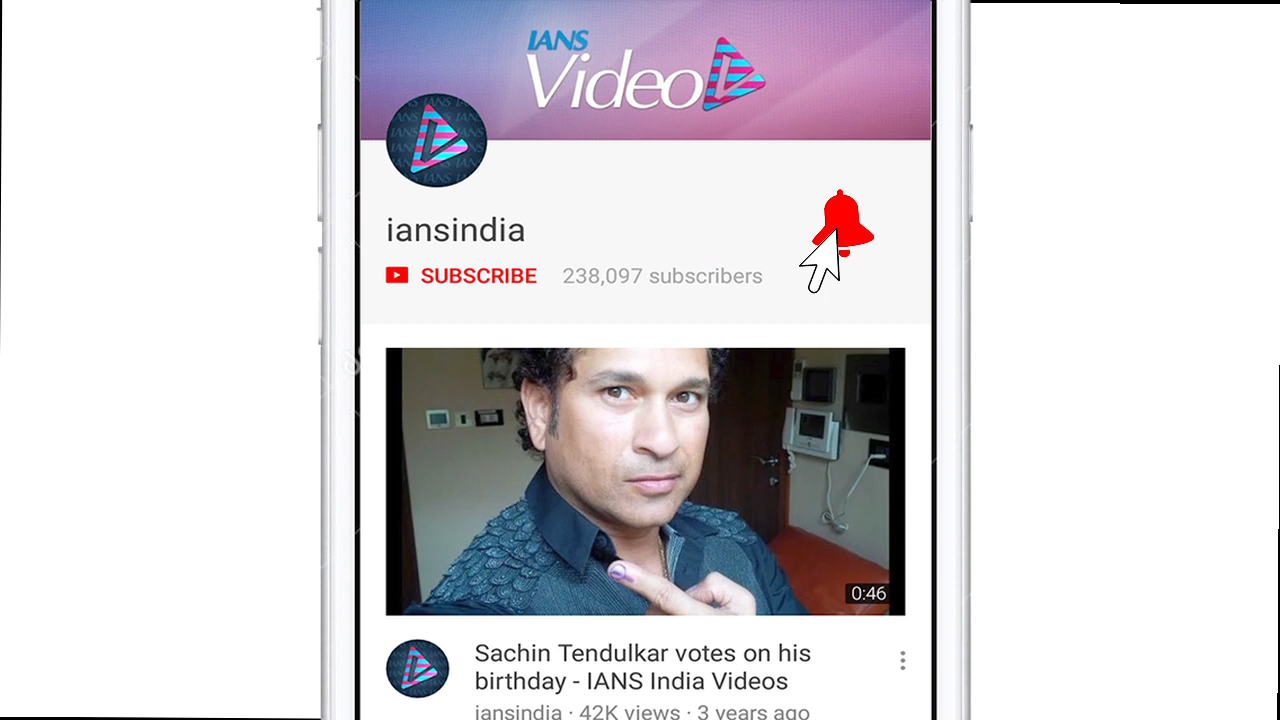 IANS
Video
iansindia
SUBSCRIBE 238,097 subscribers
0:46
Sachin Tendulkar votes on his
birthday - IANS India Videos
iansindia · 42K views · 3 years ago